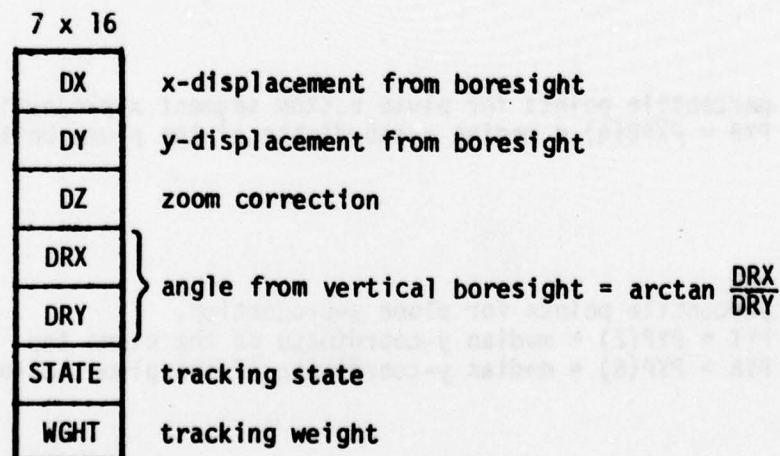 7 x 16
DX x-displacement from boresight
DY y-displacement from boresight
DZ zoom correction
DRX
DRY
angle from vertical boresight = arctan DRX/DRY
STATE tracking state
WGHT tracking weight